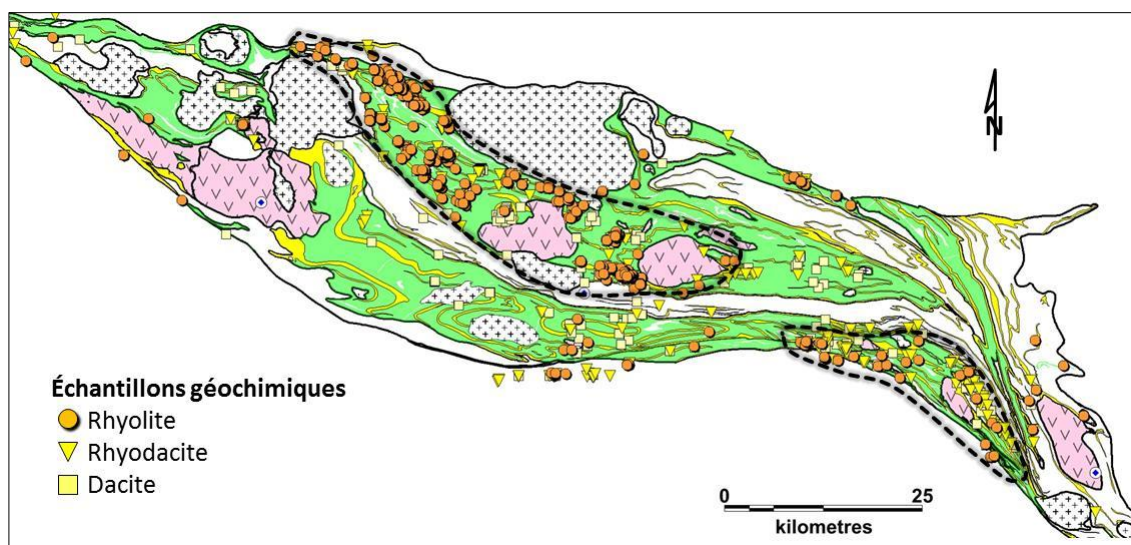 N
Échantillons géochimiques
Rhyolite
Rhyodacite
Dacite
0 25
kilometres